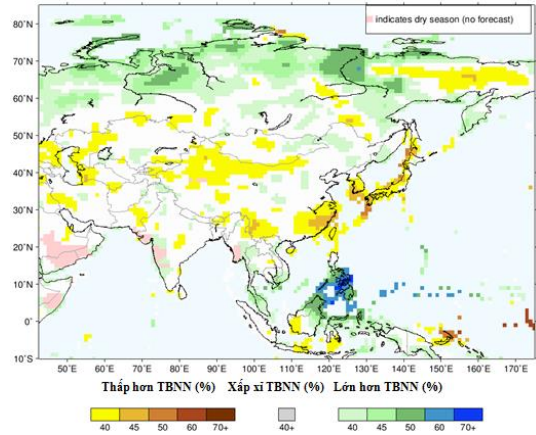 indicates dry season (no forecast)
80°N
70°N
60°N
50°N
40°N
30°N
20°N
10°N
0°
10°S
50°E 60°E 70°E 80°E 90°E 100°E 110°E 120°E 130°E 140°E 150°E 160°E 170°E
Thấp hơn TBNN (%) Xấp xỉ TBNN (%) Lớn hơn TBNN (%)
40 45 50 60 70+ 40+ 40 45 50 60 70+